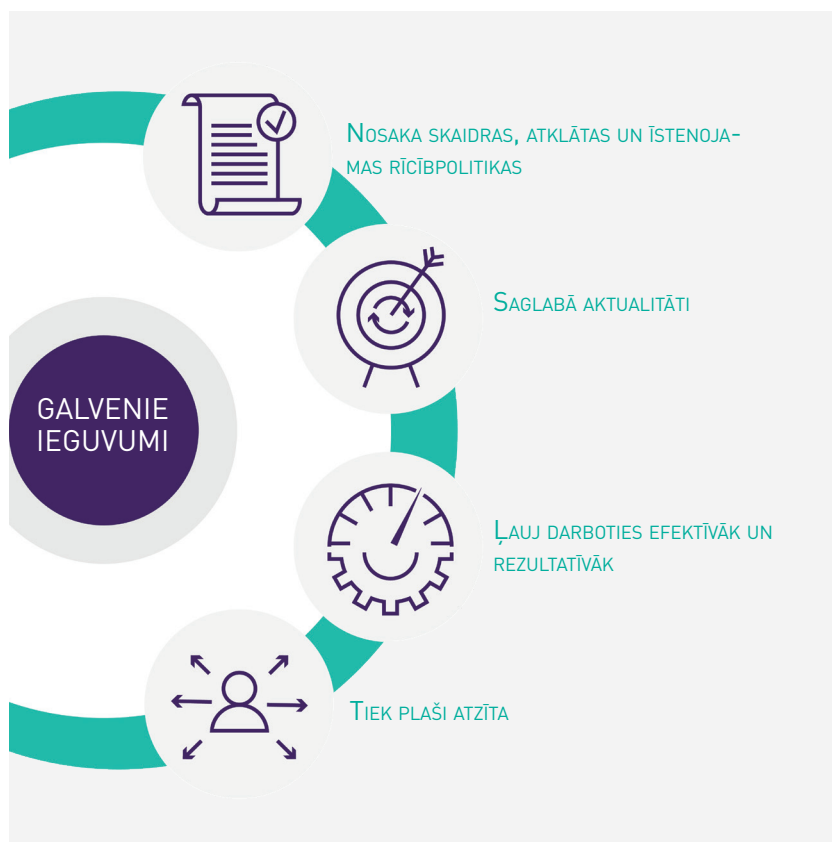 NOSAKA SKAIDRAS, ATKLĀTAS UN ĪSTENOJA-
MAS RĪCĪBPOLITIKAS
SAGLABĀ AKTUALITĀTI
GALVENIE
IEGUVUMI
ĻAUJ DARBOTIES EFEKTĪVĀK UN
REZULTATĪVĀK
TIEK PLAŠI ATZĪTA